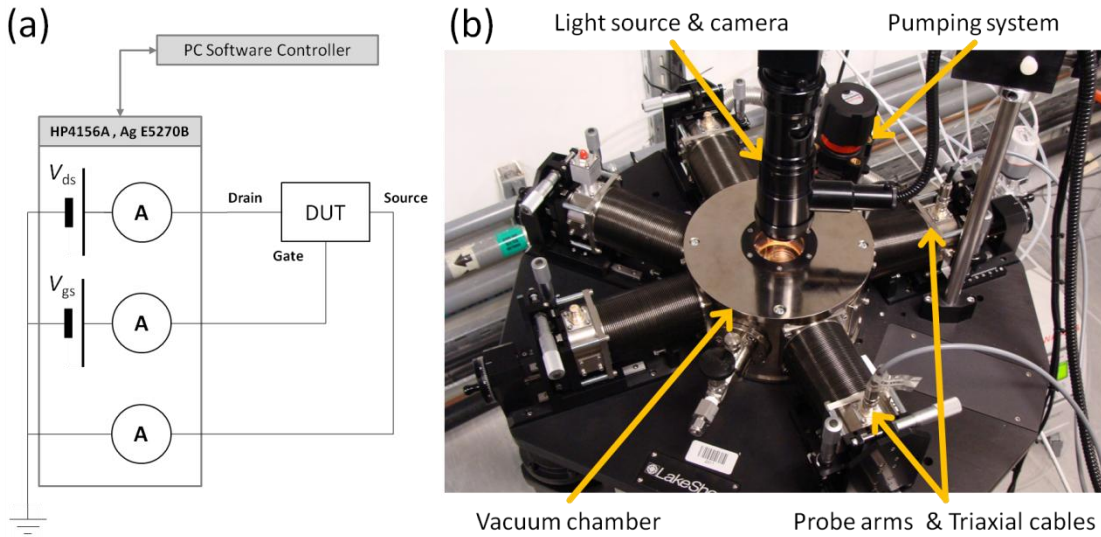 (a)
PC Software Controller
HP4156A , Ag E5270B
Vds
A
Drain
DUT
Source
Gate
Vgs
A
A
(b)
Light source & camera
Pumping system
LakeSho
Vacuum chamber
Probe arms & Triaxial cables